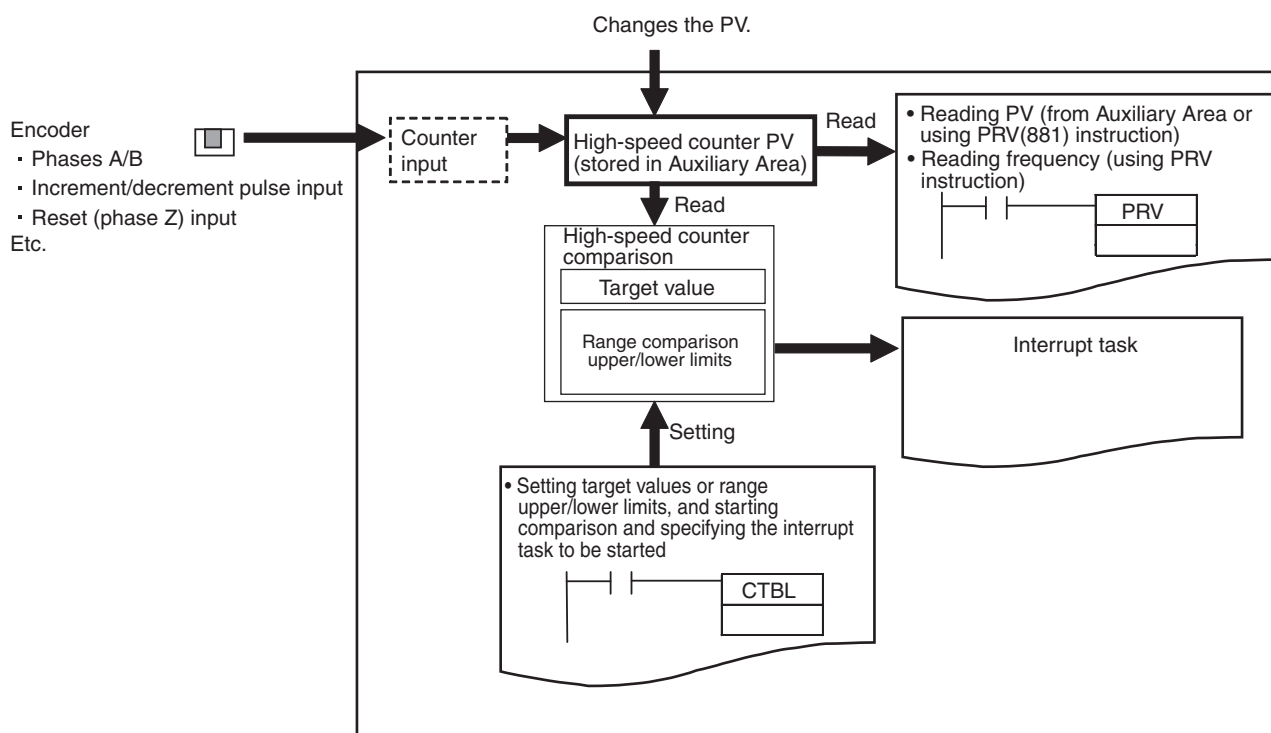 Changes the PV.
Encoder
· Phases A/B
· Increment/decrement pulse input
· Reset (phase Z) input
Etc.
Counter
input
High-speed counter PV
(stored in Auxiliary Area)
Read
• Reading PV (from Auxiliary Area or
using PRV(881) instruction)
• Reading frequency (using PRV
instruction)
PRV
Read
High-speed counter
comparison
Target value
Range comparison
upper/lower limits
Interrupt task
Setting
• Setting target values or range
upper/lower limits, and starting
comparison and specifying the interrupt
task to be started
CTBL